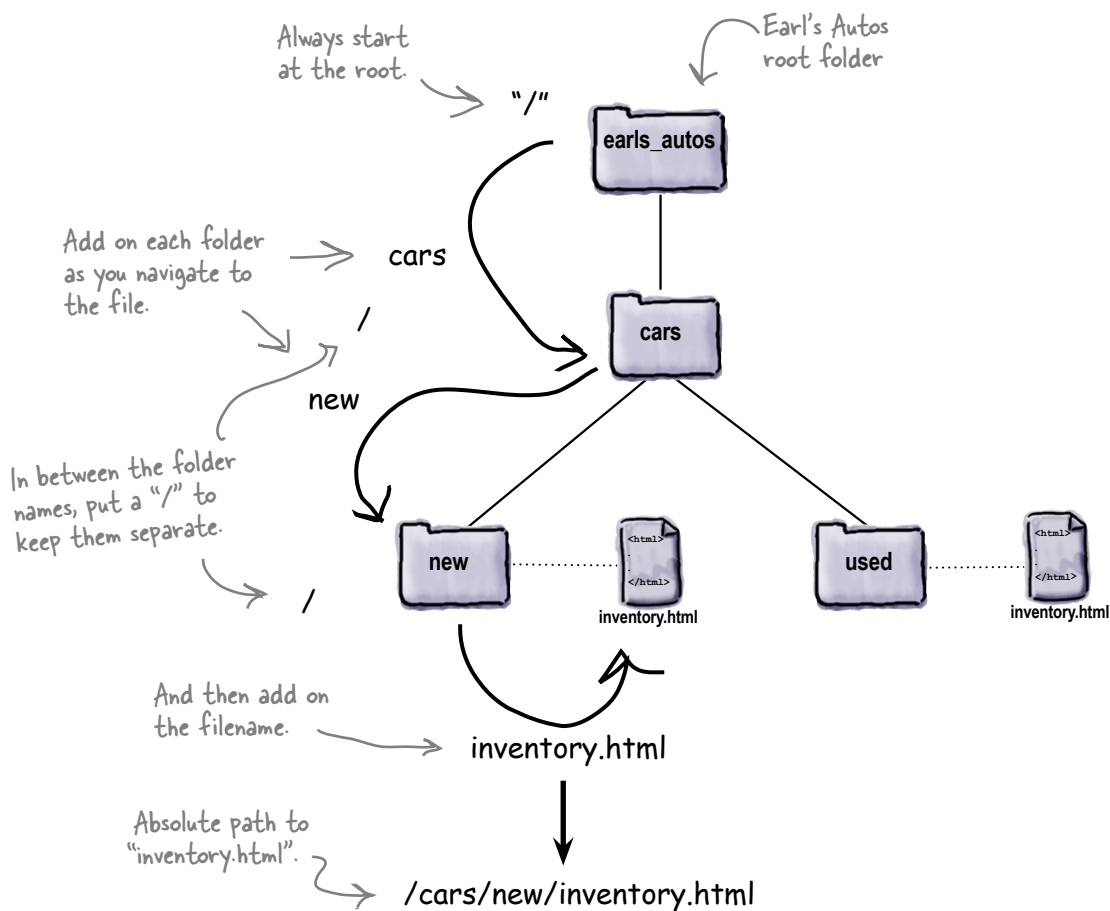 Always start
at the root.
Earl's Autos
root folder
"/"
earls_autos
Add on each folder
as you navigate to
the file.
cars
/
cars
new
In between the folder
names, put a "/" to
keep them separate.
/
new
<html>
.
.
</html>
inventory.html
used
<html>
.
.
</html>
inventory.html
And then add on
the filename.
inventory.html
Absolute path to
"inventory.html".
/cars/new/inventory.html